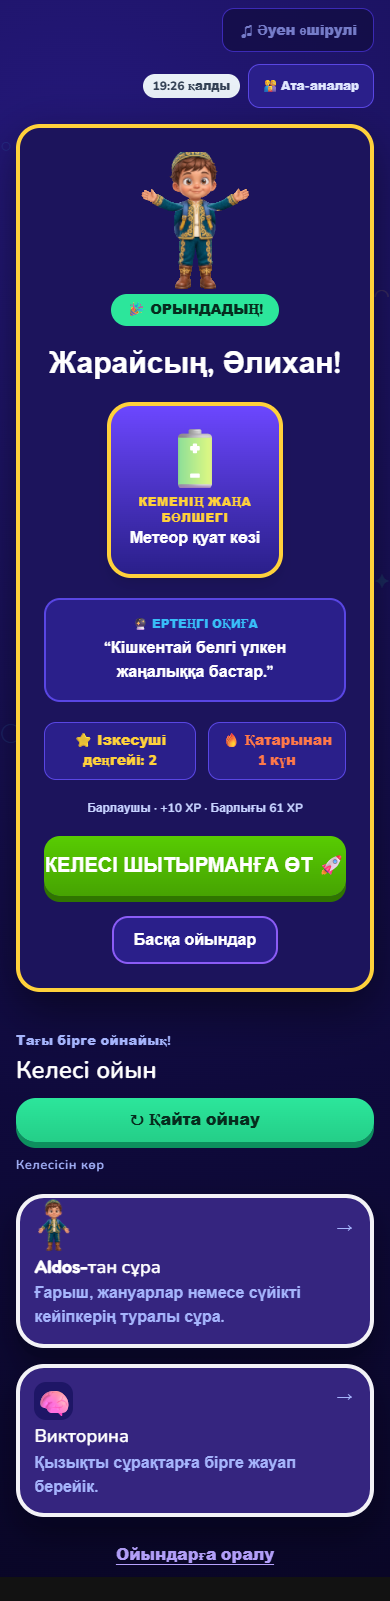 ♫ Әуен өшірулі
19:26 қалды
Ата-аналар
ОРЫНДАДЫҢ!
Жарайсың, Әлихан!
КЕМЕНІҢ ЖАҢА
БӨЛШЕГІ
Метеор қуат көзі
ЕРТЕҢГІ ОҚИҒА
“Кішкентай белгі үлкен
жаңалыққа бастар.”
Ізкесуші
деңгейі: 2
Қатарынан
1 күн
Барлаушы · +10 XP · Барлығы 61 XP
КЕЛЕСІ ШЫТЫРМАНҒА ӨТ 🚀
Басқа ойындар
Тағы бірге ойнайық!
Келесі ойын
↻ Қайта ойнау
Келесісін көр
→
Aldos-тан сұра
Ғарыш, жануарлар немесе сүйікті
кейіпкерің туралы сұра.
→
Викторина
Қызықты сұрақтарға бірге жауап
берейік.
Ойындарға оралу